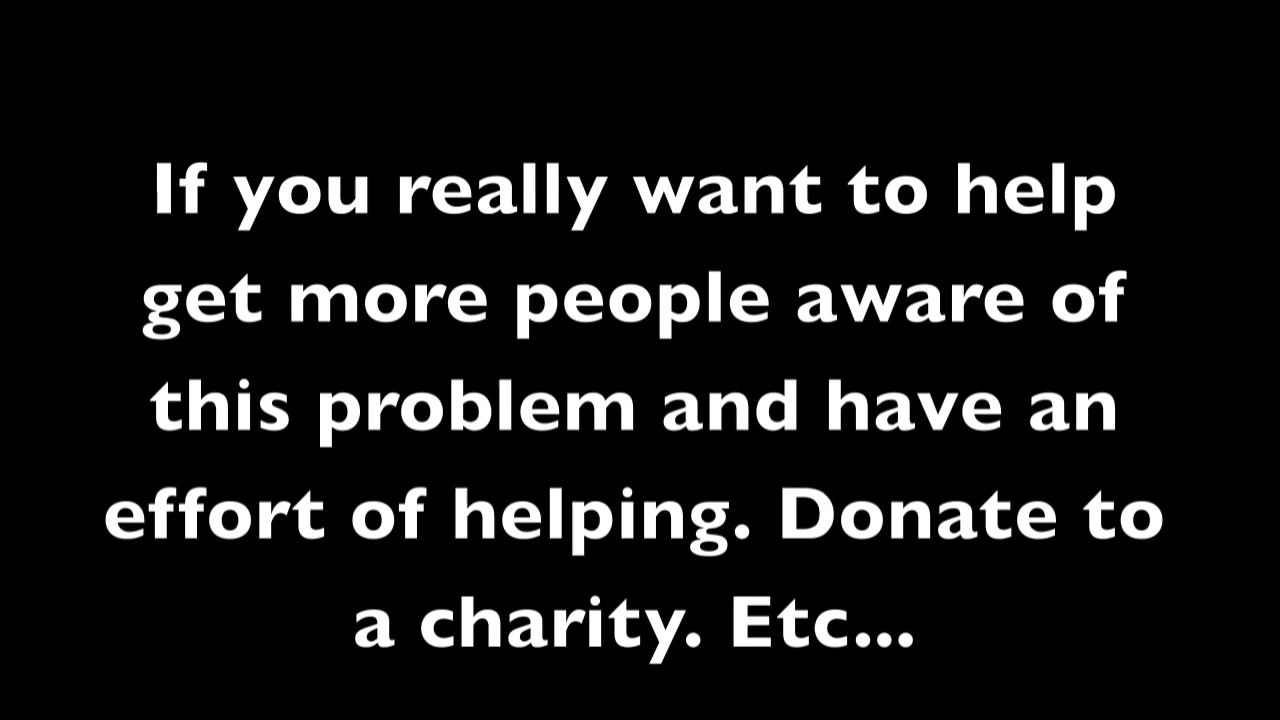 If you really want to help
get more people aware of
this problem and have an
effort of helping. Donate to
a charity. Etc...